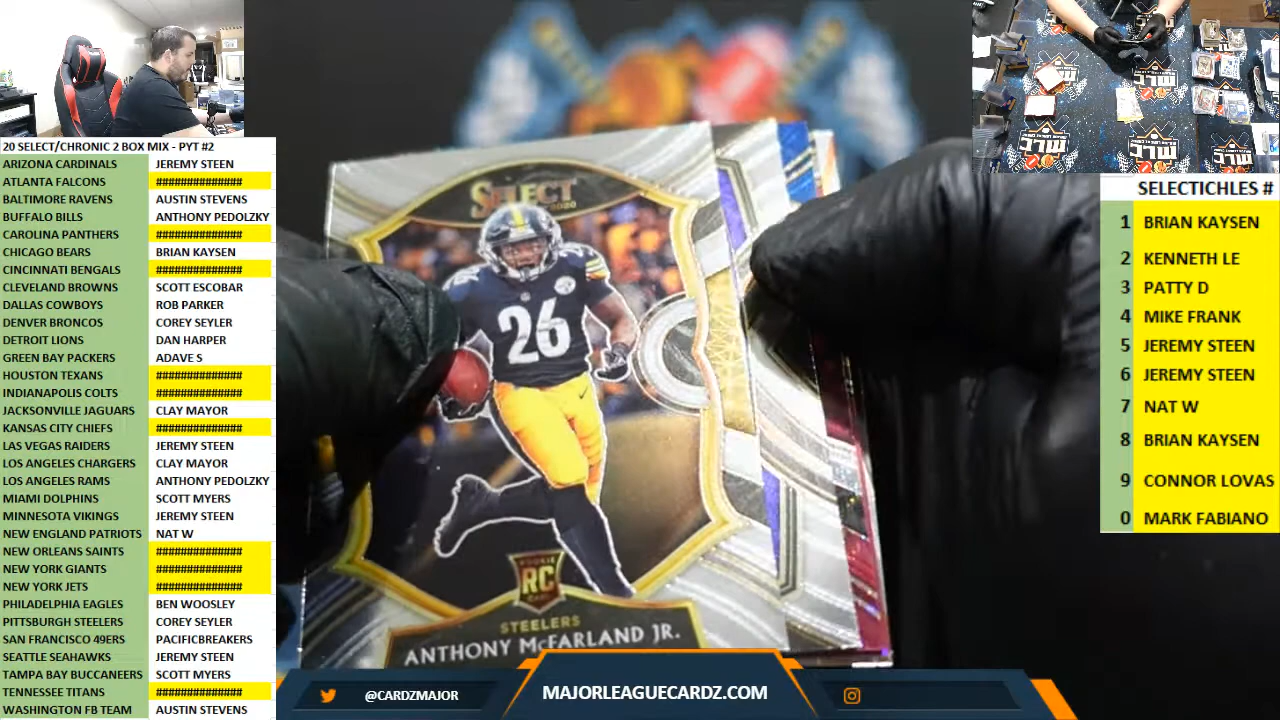 20 SELECT/CHRONIC 2 BOX MIX - PYT #2
ARIZONA CARDINALS JEREMY STEEN
ATLANTA FALCONS ##############
BALTIMORE RAVENS AUSTIN STEVENS
BUFFALO BILLS ANTHONY PEDOLZKY
CAROLINA PANTHERS ##############
CHICAGO BEARS BRIAN KAYSEN
CINCINNATI BENGALS ##############
CLEVELAND BROWNS SCOTT ESCOBAR
DALLAS COWBOYS ROB PARKER
DENVER BRONCOS COREY SEYLER
DETROIT LIONS DAN HARPER
GREEN BAY PACKERS ADAVE S
HOUSTON TEXANS ##############
INDIANAPOLIS COLTS ##############
JACKSONVILLE JAGUARS CLAY MAYOR
KANSAS CITY CHIEFS ##############
LAS VEGAS RAIDERS JEREMY STEEN
LOS ANGELES CHARGERS CLAY MAYOR
LOS ANGELES RAMS ANTHONY PEDOLZKY
MIAMI DOLPHINS SCOTT MYERS
MINNESOTA VIKINGS JEREMY STEEN
NEW ENGLAND PATRIOTS NAT W
NEW ORLEANS SAINTS ##############
NEW YORK GIANTS ##############
NEW YORK JETS ##############
PHILADELPHIA EAGLES BEN WOOSLEY
PITTSBURGH STEELERS COREY SEYLER
SAN FRANCISCO 49ERS PACIFICBREAKERS
SEATTLE SEAHAWKS JEREMY STEEN
TAMPA BAY BUCCANEERS SCOTT MYERS
TENNESSEE TITANS ##############
WASHINGTON FB TEAM AUSTIN STEVENS
SELECT
2020
26
ROOKIE
RC
STEELERS
ANTHONY McFARLAND JR.
@CARDZMAJOR
MAJORLEAGUECARDZ.COM
MLC
MLC
MLC
MLC
SELECTICHLES #
1 BRIAN KAYSEN
2 KENNETH LE
3 PATTY D
4 MIKE FRANK
5 JEREMY STEEN
6 JEREMY STEEN
7 NAT W
8 BRIAN KAYSEN
9 CONNOR LOVAS
0 MARK FABIANO